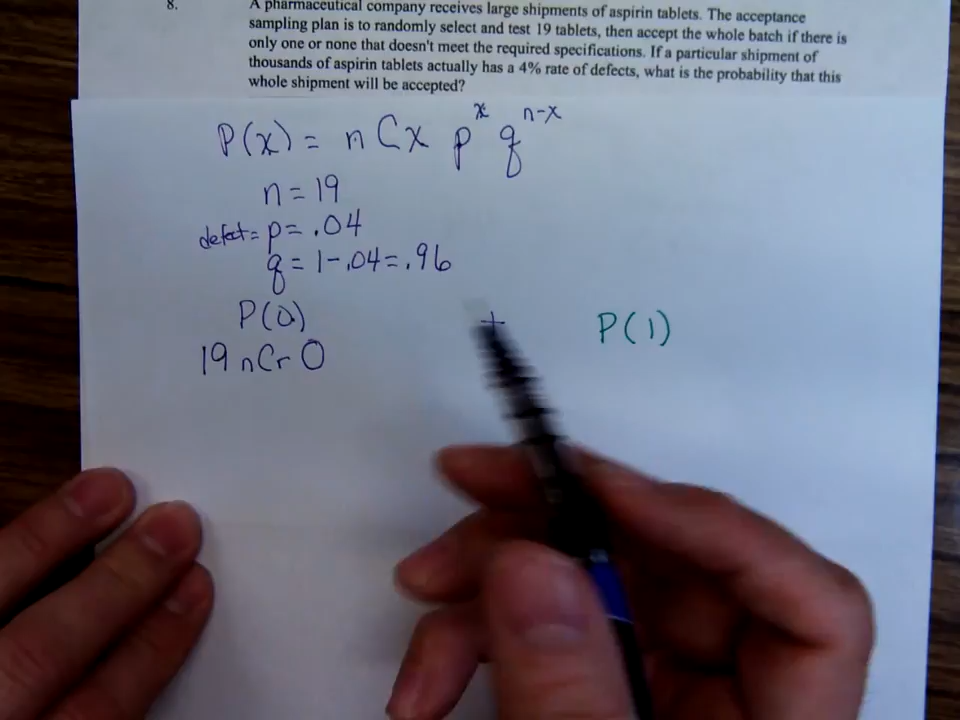 8. A pharmaceutical company receives large shipments of aspirin tablets. The acceptance
sampling plan is to randomly select and test 19 tablets, then accept the whole batch if there is
only one or none that doesn't meet the required specifications. If a particular shipment of
thousands of aspirin tablets actually has a 4% rate of defects, what is the probability that this
whole shipment will be accepted?
P(x) = nCx p^x q^(n-x)
n = 19
defect = p = .04
q = 1 - .04 = .96
P(0) + P(1)
19 nCr 0